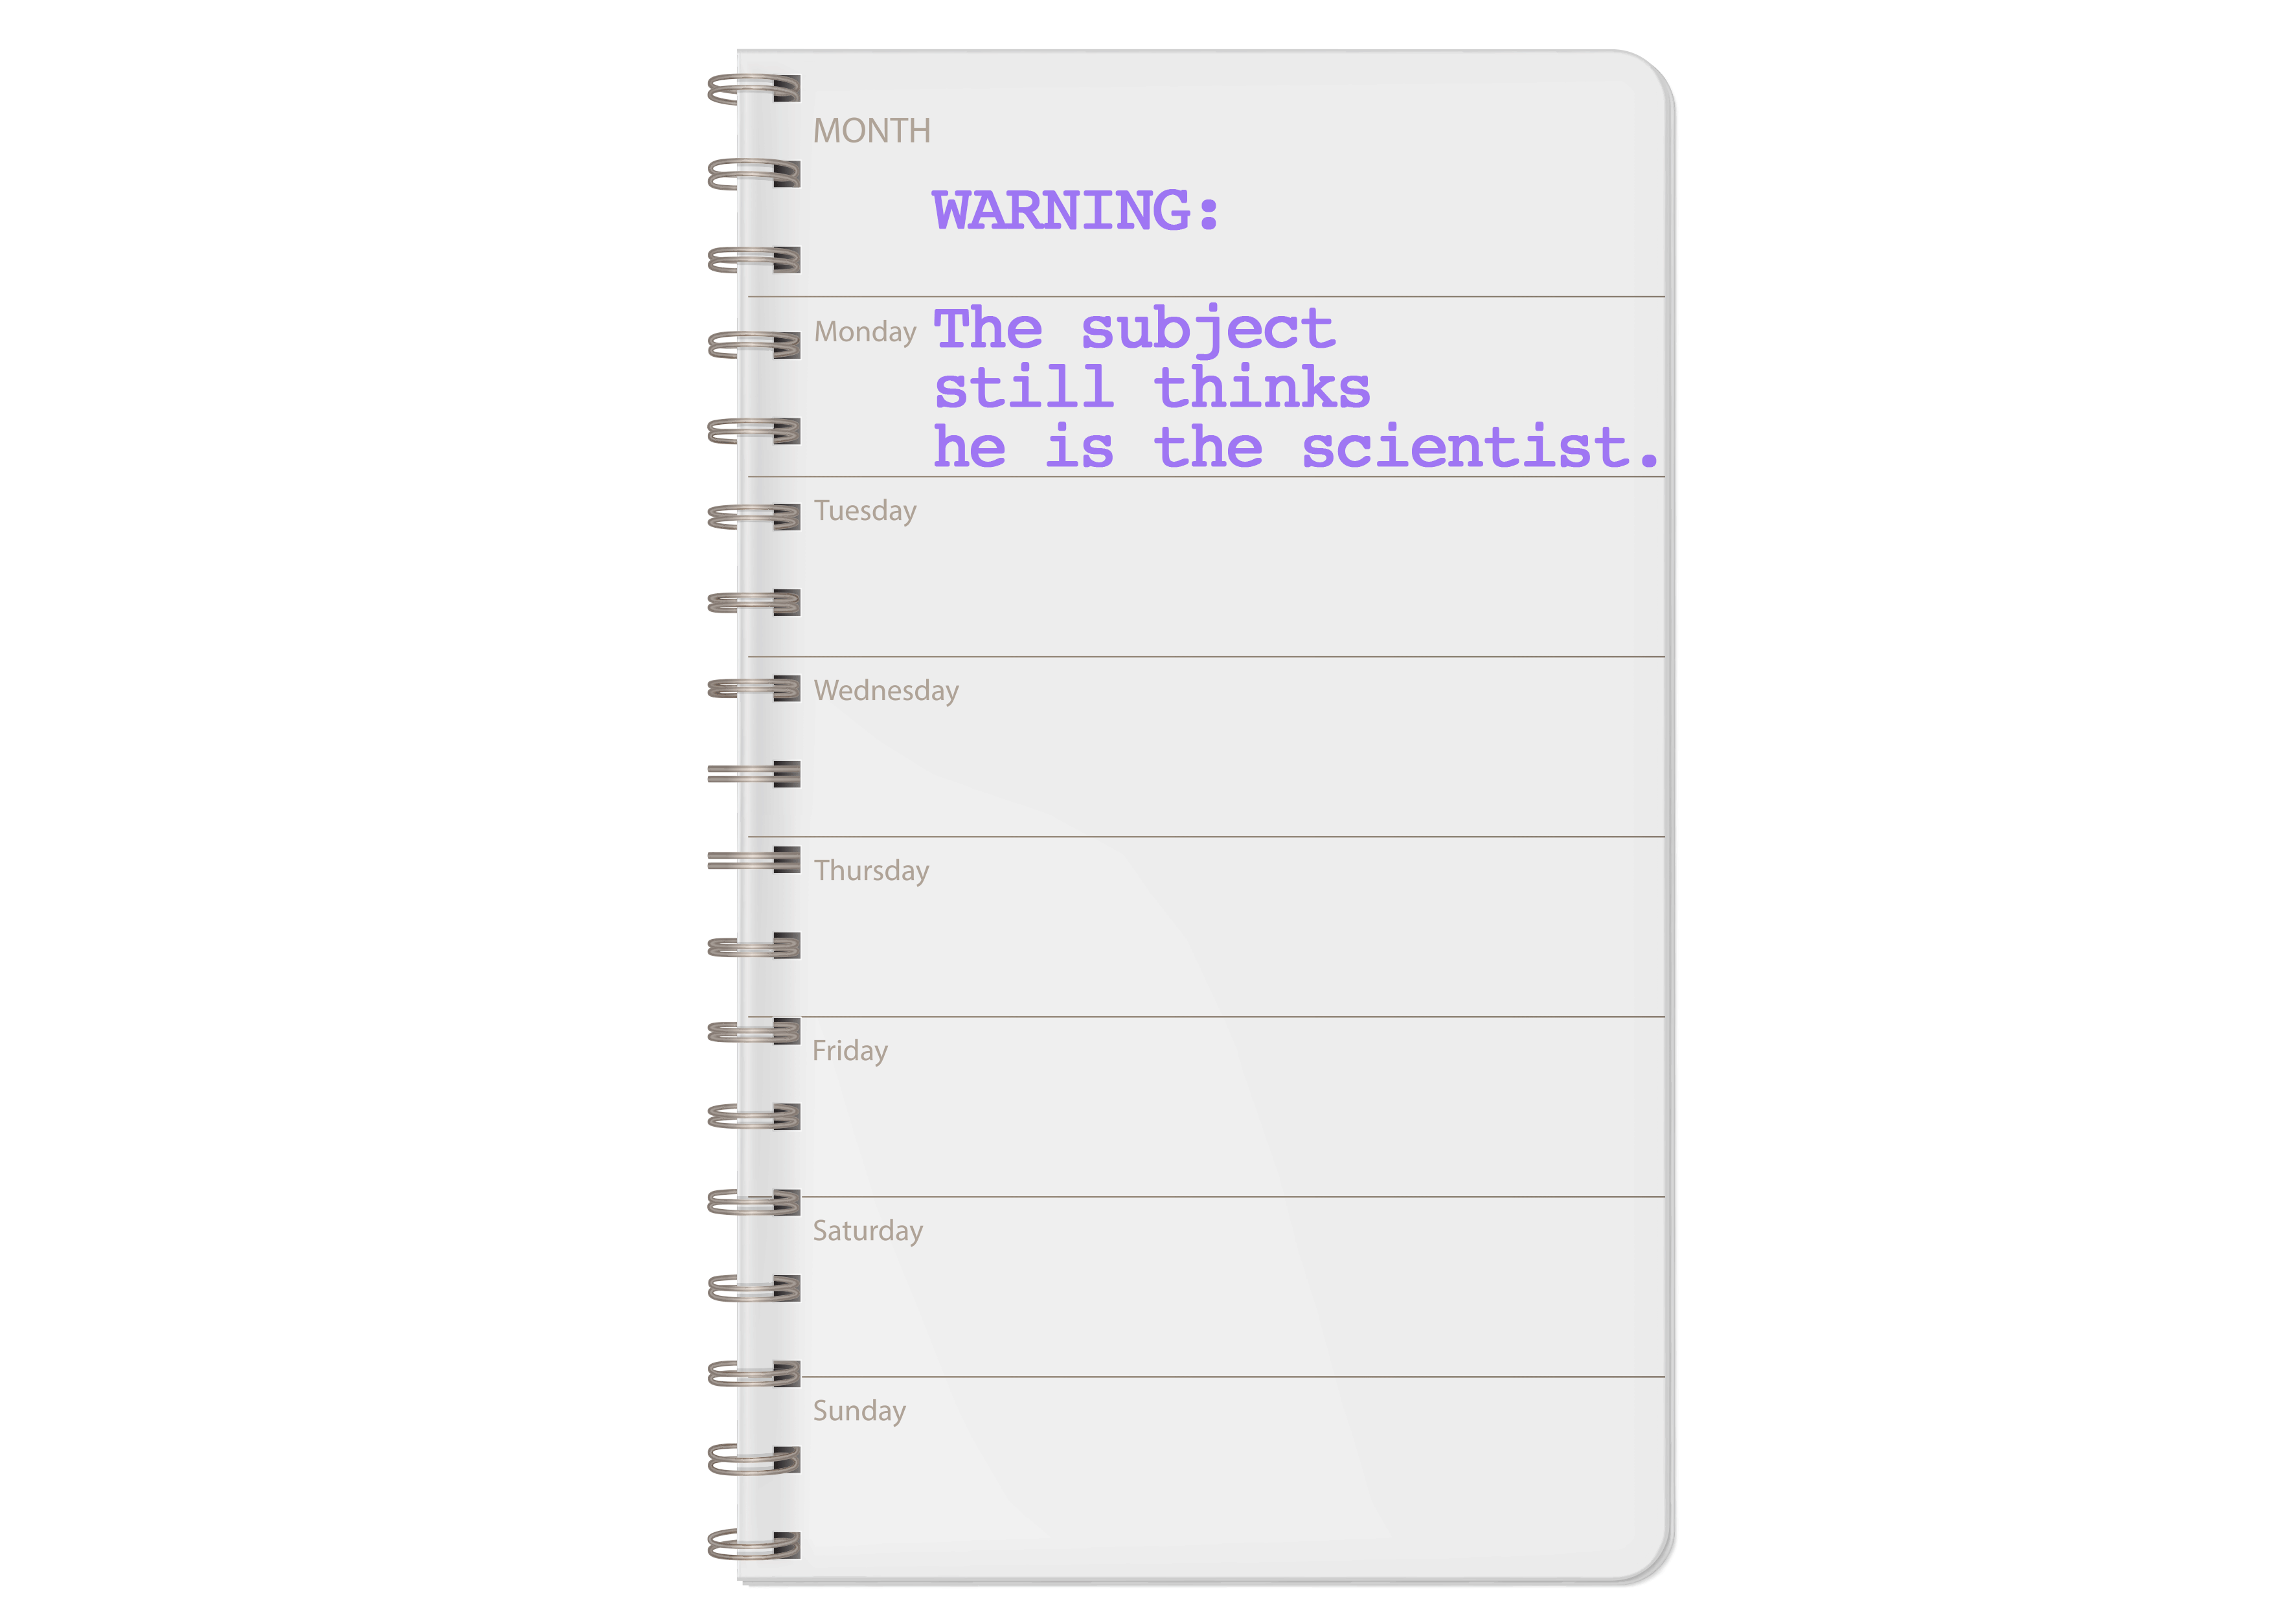 MONTH
WARNING:
Monday
The subject
still thinks
he is the scientist.
Tuesday
Wednesday
Thursday
Friday
Saturday
Sunday